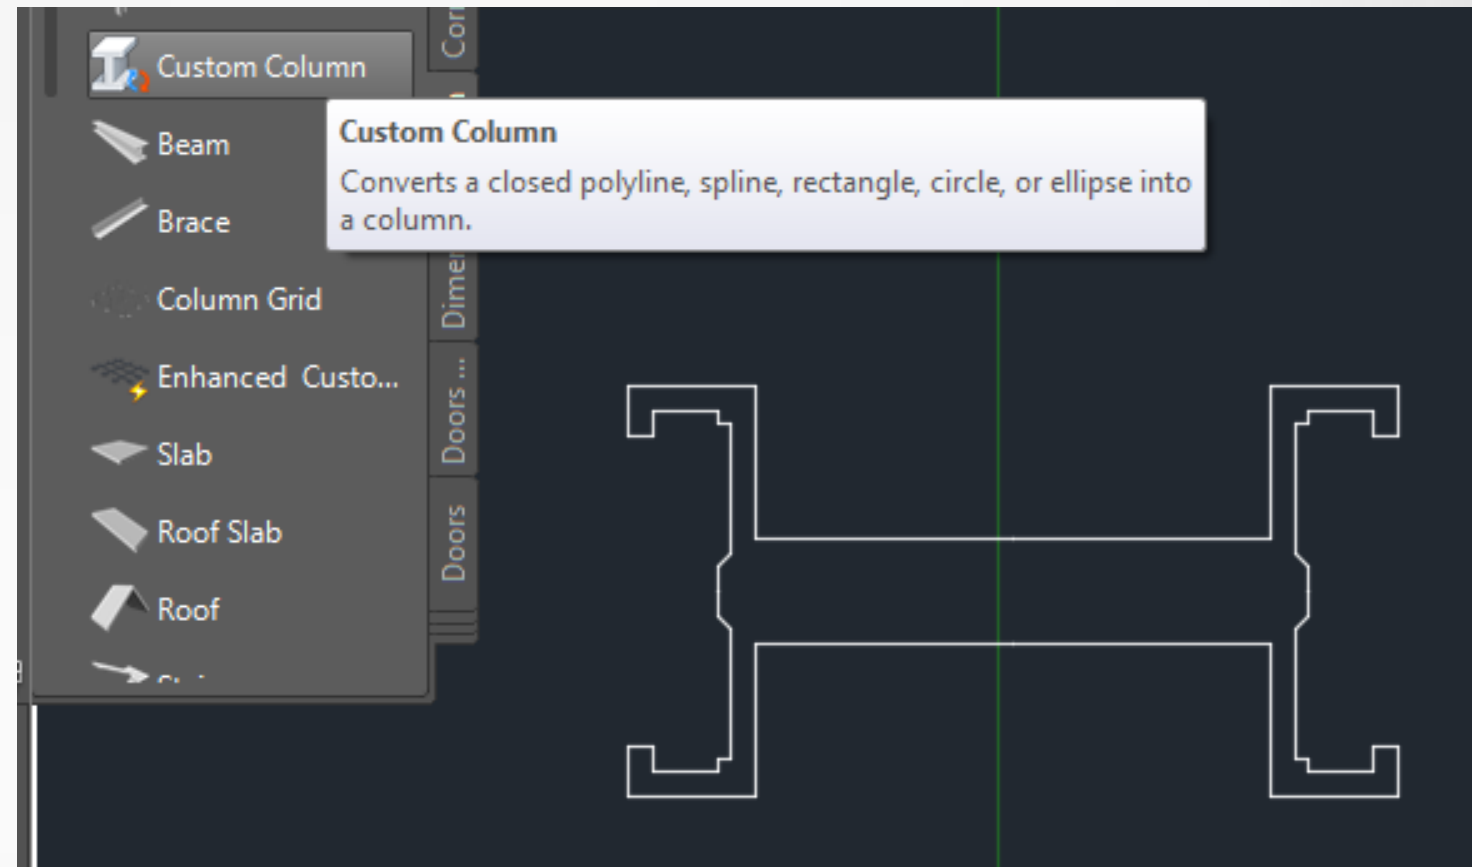 Custom Column
Custom Column
Converts a closed polyline, spline, rectangle, circle, or ellipse into
a column.
Beam
Brace
Column Grid
Enhanced  Custo...
Slab
Roof Slab
Roof
Cor
Dimen
Doors ...
Doors